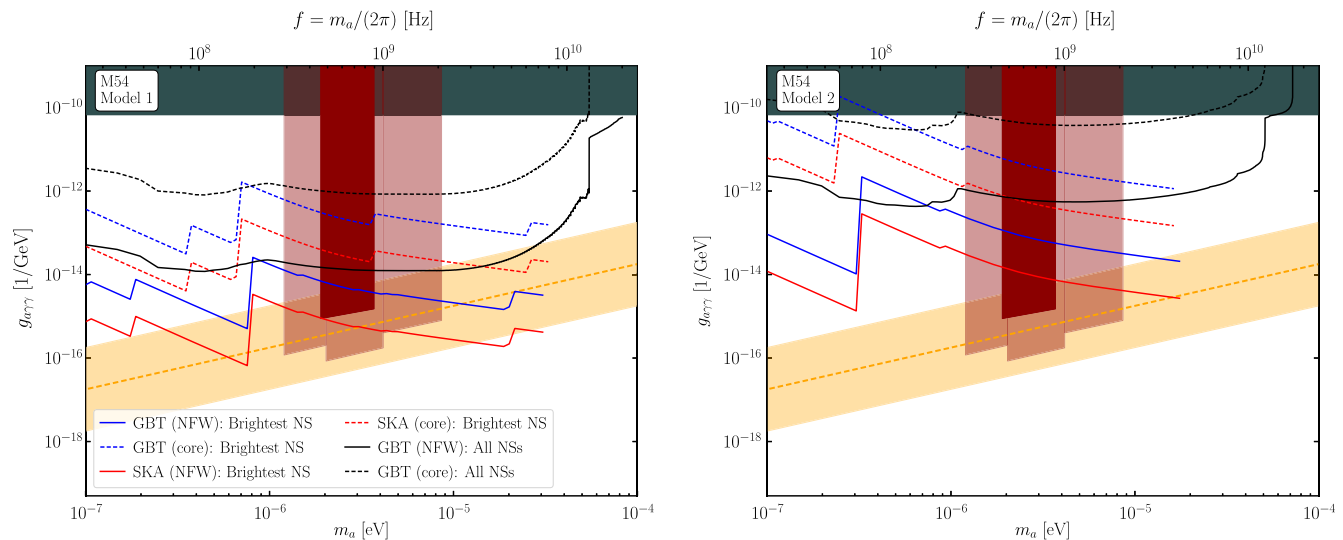 f = m_a/(2π) [Hz]
10^8 10^9 10^10
M54
Model 1
10^-10
10^-12
10^-14
10^-16
10^-18
g_{aγγ} [1/GeV]
GBT (NFW): Brightest NS
GBT (core): Brightest NS
SKA (NFW): Brightest NS
SKA (core): Brightest NS
GBT (NFW): All NSs
GBT (core): All NSs
10^-7 10^-6 10^-5 10^-4
m_a [eV]
f = m_a/(2π) [Hz]
10^8 10^9 10^10
M54
Model 2
10^-10
10^-12
10^-14
10^-16
10^-18
g_{aγγ} [1/GeV]
10^-7 10^-6 10^-5 10^-4
m_a [eV]